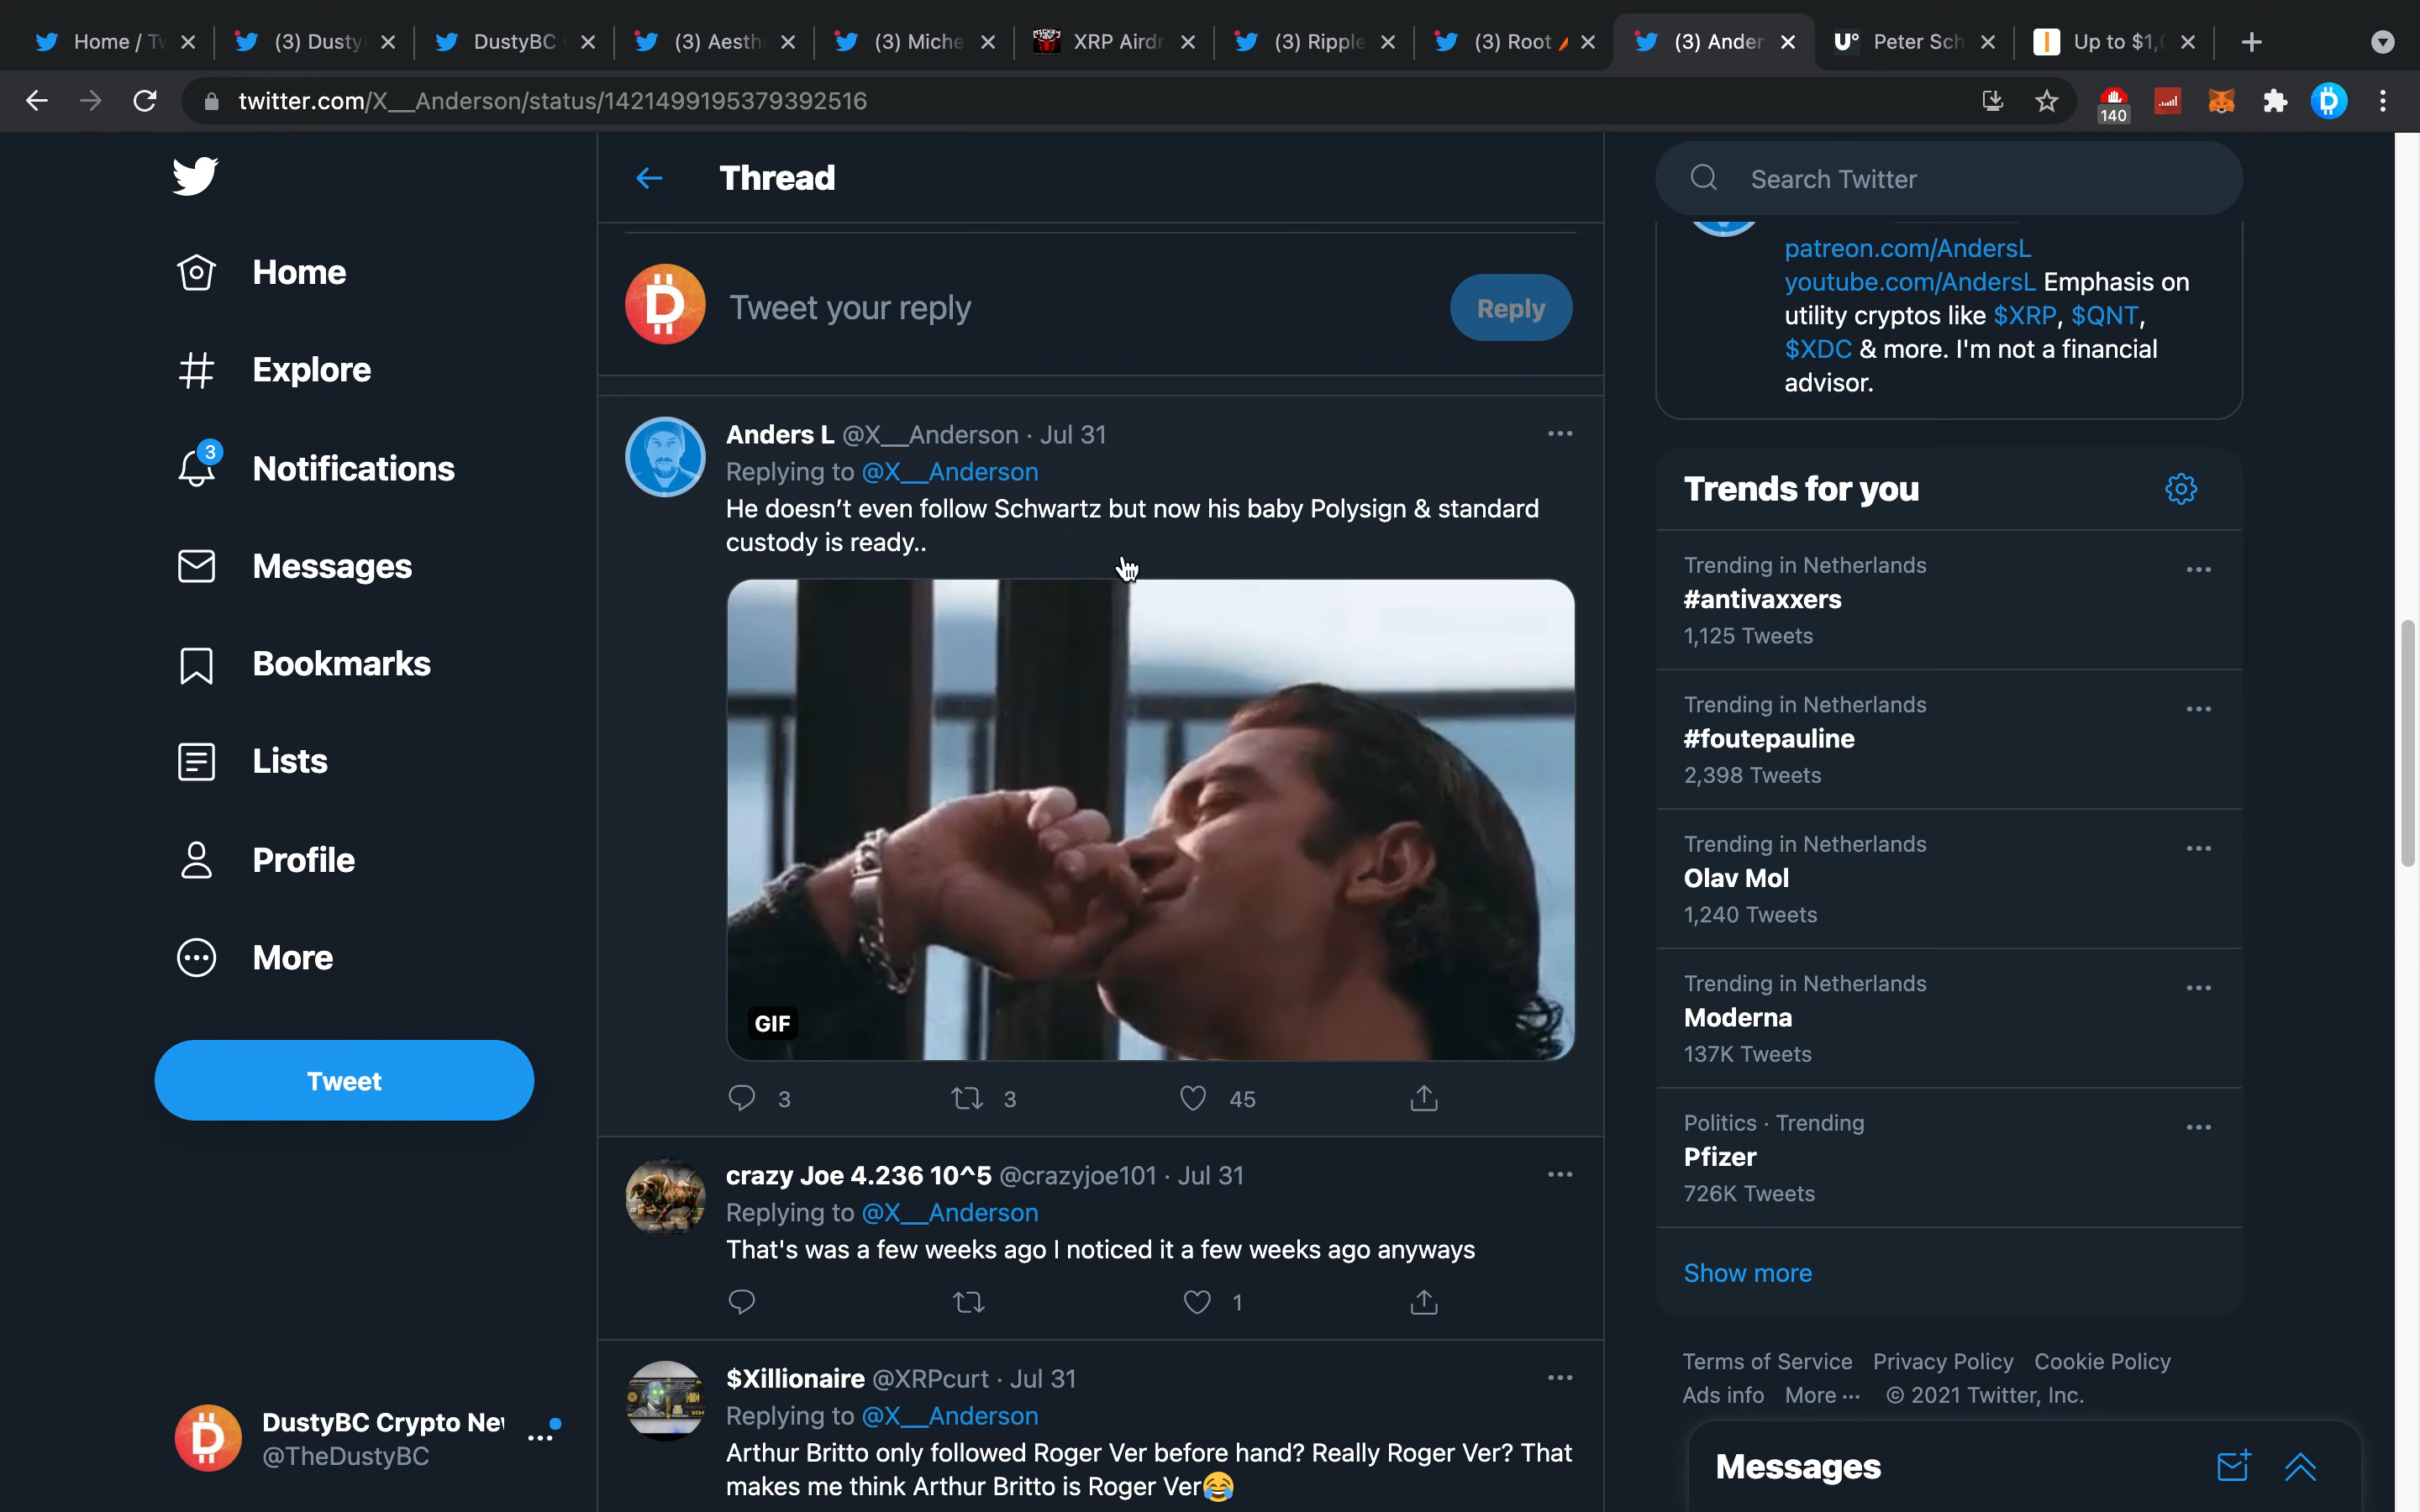 Home / Tw
(3) Dusty
DustyBC
(3) Aesth
(3) Miche
XRP Airdr
(3) Ripple
(3) Root
(3) Ander
U° Peter Sch
Up to $1,
twitter.com/X__Anderson/status/1421499195379392516
140
Home
Explore
3
Notifications
Messages
Bookmarks
Lists
Profile
More
Tweet
DustyBC Crypto Ne
@TheDustyBC
Thread
Tweet your reply
Reply
Anders L @X__Anderson · Jul 31
Replying to @X__Anderson
He doesn’t even follow Schwartz but now his baby Polysign & standard
custody is ready..
GIF
3 3 45
crazy Joe 4.236 10^5 @crazyjoe101 · Jul 31
Replying to @X__Anderson
That's was a few weeks ago I noticed it a few weeks ago anyways
1
$Xillionaire @XRPcurt · Jul 31
Replying to @X__Anderson
Arthur Britto only followed Roger Ver before hand? Really Roger Ver? That
makes me think Arthur Britto is Roger Ver😂
Search Twitter
patreon.com/AndersL
youtube.com/AndersL Emphasis on
utility cryptos like $XRP, $QNT,
$XDC & more. I'm not a financial
advisor.
Trends for you
Trending in Netherlands
#antivaxxers
1,125 Tweets
Trending in Netherlands
#foutepauline
2,398 Tweets
Trending in Netherlands
Olav Mol
1,240 Tweets
Trending in Netherlands
Moderna
137K Tweets
Politics · Trending
Pfizer
726K Tweets
Show more
Terms of Service Privacy Policy Cookie Policy
Ads info More ··· © 2021 Twitter, Inc.
Messages